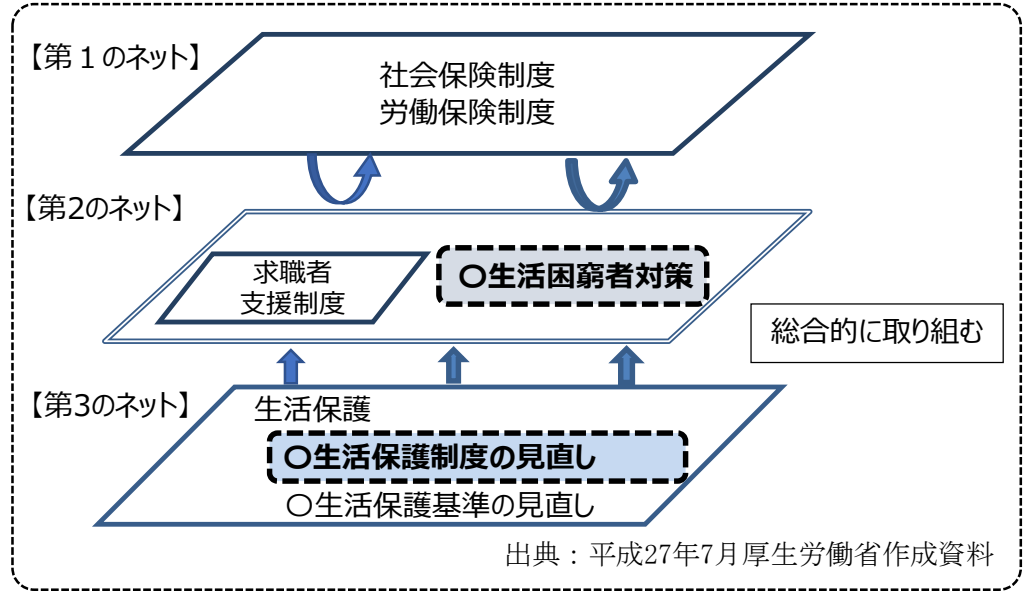 【第１のネット】
社会保険制度
労働保険制度
【第2のネット】
求職者
支援制度
〇生活困窮者対策
総合的に取り組む
【第3のネット】
生活保護
〇生活保護制度の見直し
〇生活保護基準の見直し
出典：平成27年7月厚生労働省作成資料